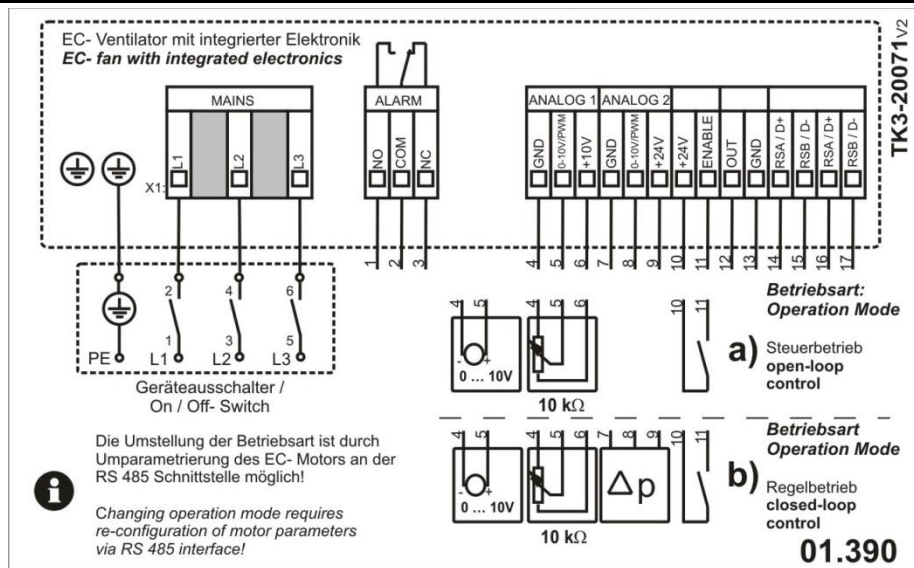 EC- Ventilator mit integrierter Elektronik
EC- fan with integrated electronics
TK3-20071 V2
MAINS
L1
L2
L3
X1:
ALARM
NO
COM
NC
1
2
3
ANALOG 1
ANALOG 2
GND
0-10V/PWM
+10V
GND
0-10V/PWM
+24V
+24V
ENABLE
OUT
GND
RSA / D+
RSB / D-
RSA / D+
RSB / D-
4
5
6
7
8
9
10
11
12
13
14
15
16
17
2
4
6
1
3
5
PE
L1
L2
L3
Geräteausschalter /
On / Off- Switch
4
5
- +
0 ... 10V
4
5
6
10 kΩ
10
11
Betriebsart:
Operation Mode
a)
Steuerbetrieb
open-loop
control
4
5
- +
0 ... 10V
4
5
6
10 kΩ
7
8
9
Δp
10
11
Betriebsart
Operation Mode
b)
Regelbetrieb
closed-loop
control
i
Die Umstellung der Betriebsart ist durch
Umparametrierung des EC- Motors an der
RS 485 Schnittstelle möglich!
Changing operation mode requires
re-configuration of motor parameters
via RS 485 interface!
01.390